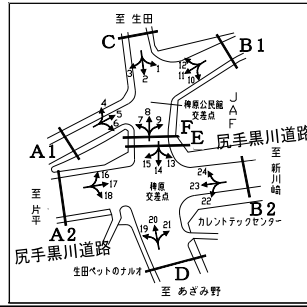 至 生田
C
B1
12
11
10
3
2
1
JAF
稗原公民館
交差点
4
5
6
7
8
9
F
E
尻手黒川道路
A1
15
14
13
至 新川崎
16
17
18
稗原
交差点
24
23
22
至 片平
A2
B2
カレントテックセンター
尻手黒川道路
19
20
21
生田ペットのナルオ
D
至 あざみ野